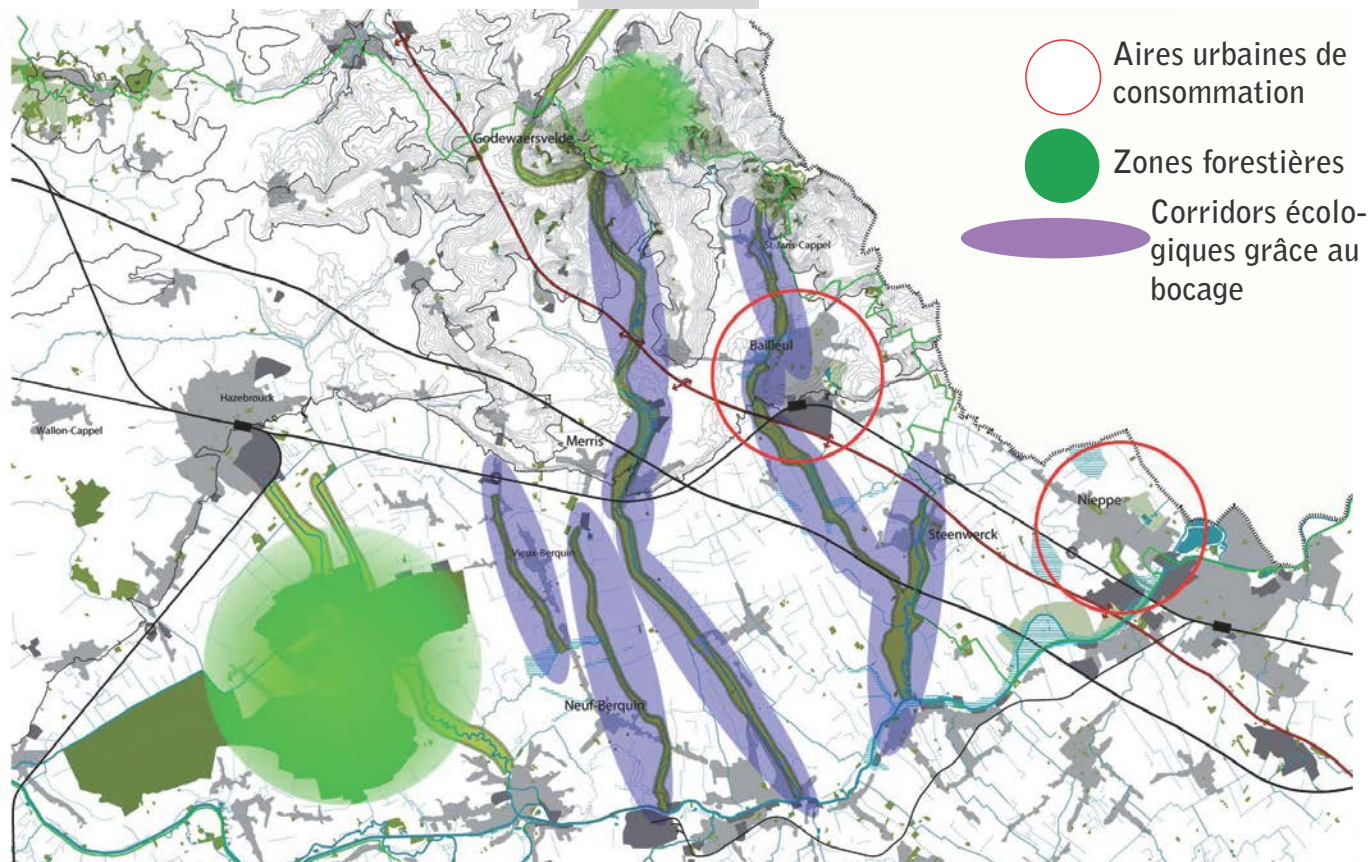 Aires urbaines de
consommation
Zones forestières
Corridors écolo-
giques grâce au
bocage
Godewaersvelde
St-Jans-Cappel
Bailleul
Hazebrouck
Wallon-Cappel
Merris
Nieppe
Vieux-Berquin
Steenwerck
Neuf-Berquin